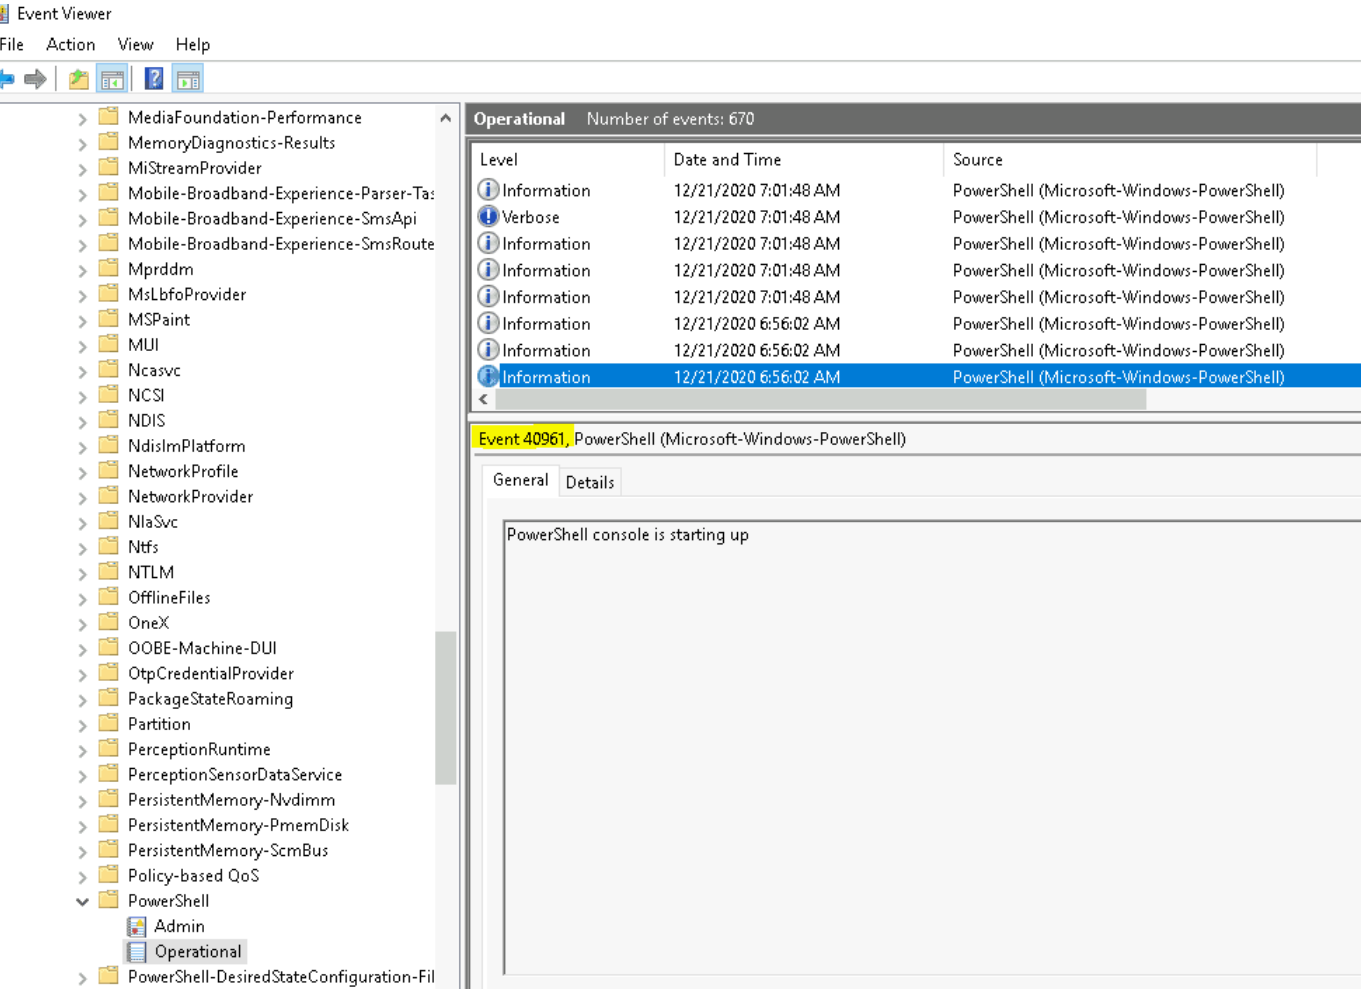 Event Viewer
File Action View Help
MediaFoundation-Performance
MemoryDiagnostics-Results
MiStreamProvider
Mobile-Broadband-Experience-Parser-Tas
Mobile-Broadband-Experience-SmsApi
Mobile-Broadband-Experience-SmsRoute
Mprddm
MsLbfoProvider
MSPaint
MUI
Ncasvc
NCSI
NDIS
NdisImPlatform
NetworkProfile
NetworkProvider
NlaSvc
Ntfs
NTLM
OfflineFiles
OneX
OOBE-Machine-DUI
OtpCredentialProvider
PackageStateRoaming
Partition
PerceptionRuntime
PerceptionSensorDataService
PersistentMemory-Nvdimm
PersistentMemory-PmemDisk
PersistentMemory-ScmBus
Policy-based QoS
PowerShell
Admin
Operational
PowerShell-DesiredStateConfiguration-Fil
Operational Number of events: 670
Level Date and Time Source
Information 12/21/2020 7:01:48 AM PowerShell (Microsoft-Windows-PowerShell)
Verbose 12/21/2020 7:01:48 AM PowerShell (Microsoft-Windows-PowerShell)
Information 12/21/2020 7:01:48 AM PowerShell (Microsoft-Windows-PowerShell)
Information 12/21/2020 7:01:48 AM PowerShell (Microsoft-Windows-PowerShell)
Information 12/21/2020 7:01:48 AM PowerShell (Microsoft-Windows-PowerShell)
Information 12/21/2020 6:56:02 AM PowerShell (Microsoft-Windows-PowerShell)
Information 12/21/2020 6:56:02 AM PowerShell (Microsoft-Windows-PowerShell)
Information 12/21/2020 6:56:02 AM PowerShell (Microsoft-Windows-PowerShell)
Event 40961, PowerShell (Microsoft-Windows-PowerShell)
General Details
PowerShell console is starting up